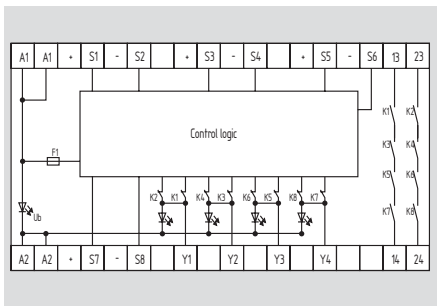 A1 A1 + S1 - S2 + S3 - S4 + S5 - S6 13 23
K1 K2
Control logic
F1
K3 K4
K5 K6
K2 K1 K4 K3 K6 K5 K8 K7
K7 K8
Ub
A2 A2 + S7 - S8 Y1 Y2 Y3 Y4 14 24